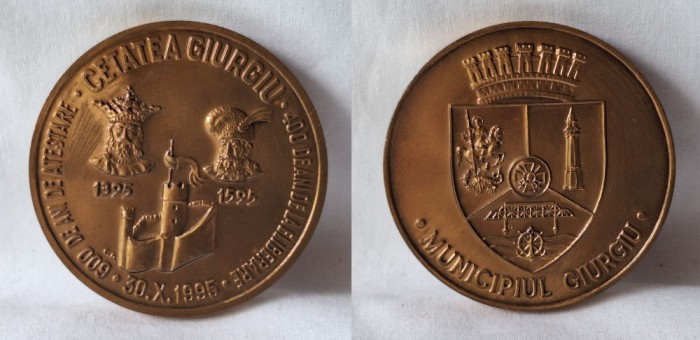 CETATEA GIURGIU
600 DE ANI DE ATESTARE
400 DE ANI DE LA ELIBERARE
1395
1595
30.X.1995
MUNICIPIUL GIURGIU